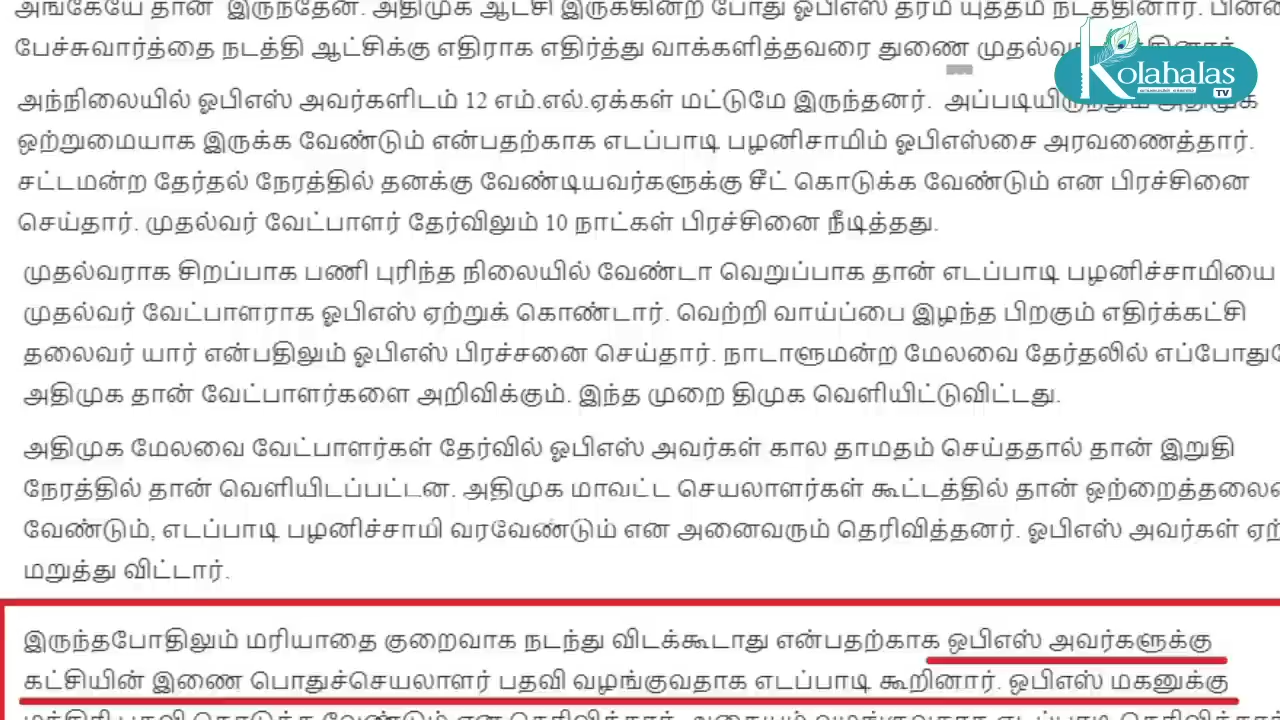 அங்கேயே தான் இருந்தேன். அதிமுக ஆட்சி இருக்கின்ற போது ஓபிஎஸ் தர்ம யுத்தம் நடத்தினார்.
பேச்சுவார்த்தை நடத்தி ஆட்சிக்கு எதிராக எதிர்த்து வாக்களித்தவரை துணை
Kolahalas TV
அந்நிலையில் ஓபிஎஸ் அவர்களிடம் 12 எம்.எல்.ஏக்கள் மட்டுமே இருந்தனர். அப்படியிருந்தும் அதிமுக
ஒற்றுமையாக இருக்க வேண்டும் என்பதற்காக எடப்பாடி பழனிசாமிம் ஓபிஎஸ்சை அரவணைத்தார்.
சட்டமன்ற தேர்தல் நேரத்தில் தனக்கு வேண்டியவர்களுக்கு சீட் கொடுக்க வேண்டும் என பிரச்சினை
செய்தார். முதல்வர் வேட்பாளர் தேர்விலும் 10 நாட்கள் பிரச்சினை நீடித்தது.
முதல்வராக சிறப்பாக பணி புரிந்த நிலையில் வேண்டா வெறுப்பாக தான் எடப்பாடி பழனிச்சாமியை
முதல்வர் வேட்பாளராக ஓபிஎஸ் ஏற்றுக் கொண்டார். வெற்றி வாய்ப்பை இழந்த பிறகும் எதிர்க்கட்சி
தலைவர் யார் என்பதிலும் ஓபிஎஸ் பிரச்சனை செய்தார். நாடாளுமன்ற மேலவை தேர்தலில்
அதிமுக தான் வேட்பாளர்களை அறிவிக்கும். இந்த முறை திமுக வெளியிட்டுவிட்டது.
அதிமுக மேலவை வேட்பாளர்கள் தேர்வில் ஓபிஎஸ் அவர்கள் கால தாமதம் செய்ததால் தான் இறுதி
நேரத்தில் தான் வெளியிடப்பட்டன. அதிமுக மாவட்ட செயலாளர்கள் கூட்டத்தில் தான்
வேண்டும், எடப்பாடி பழனிச்சாமி வரவேண்டும் என அனைவரும் தெரிவித்தனர். ஓபிஎஸ் அவர்கள்
மறுத்து விட்டார்.
இருந்தபோதிலும் மரியாதை குறைவாக நடந்து விடக்கூடாது என்பதற்காக ஓபிஎஸ் அவர்களுக்கு
கட்சியின் இணை பொதுச்செயலாளர் பதவி வழங்குவதாக எடப்பாடி கூறினார். ஓபிஎஸ் மகனுக்கு